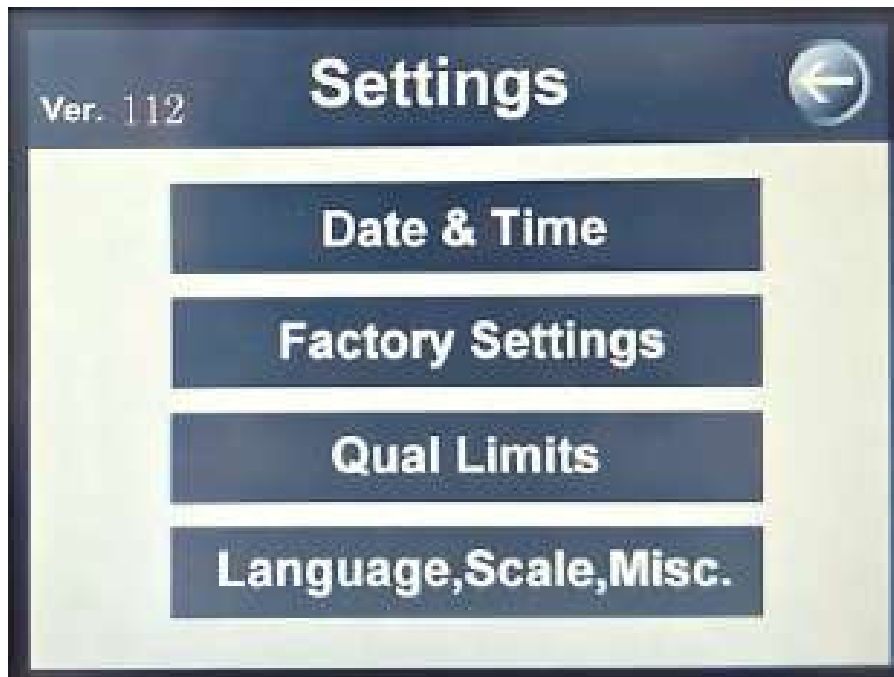 Settings
Ver. 112
Date & Time
Factory Settings
Qual Limits
Language,Scale,Misc.